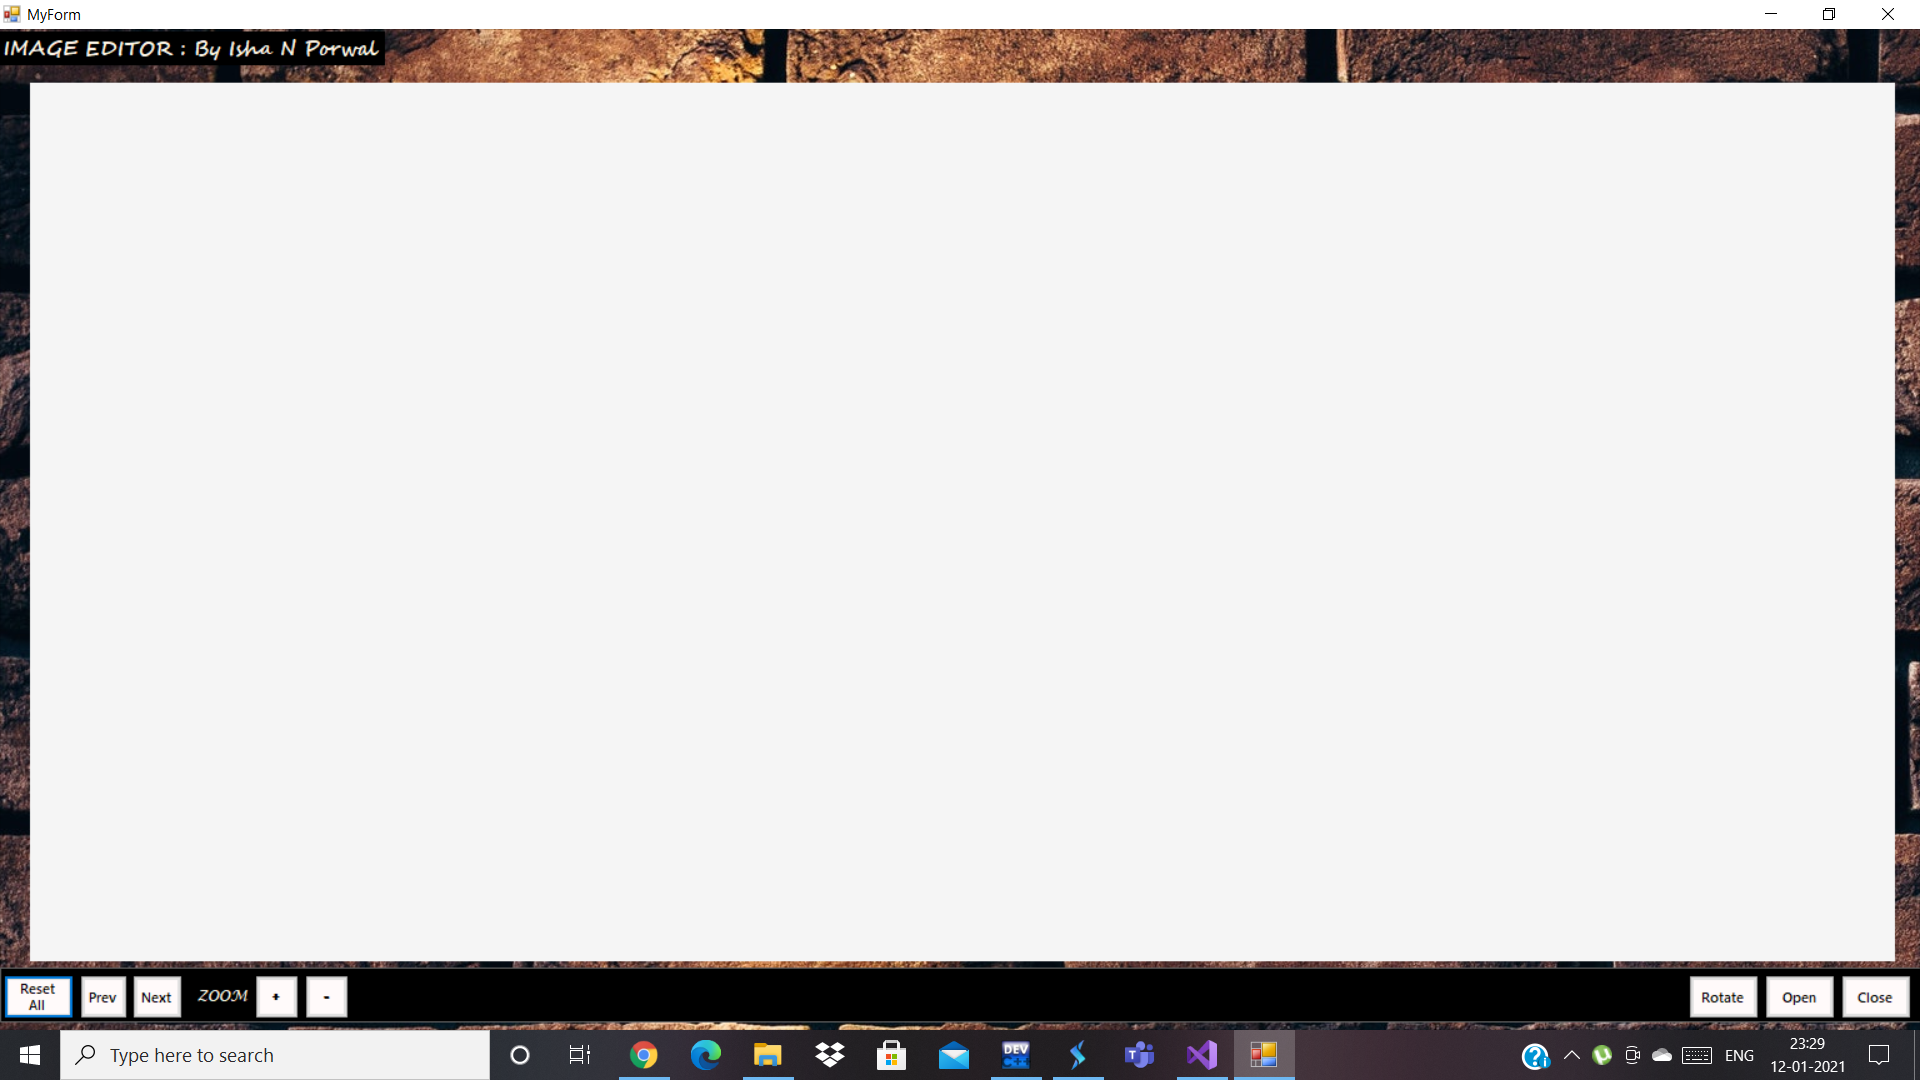 MyForm
IMAGE EDITOR : By Isha N Porwal
Reset All
Prev
Next
ZOOM
+
-
Rotate
Open
Close
Type here to search
DEV C++
T
ENG
23:29
12-01-2021